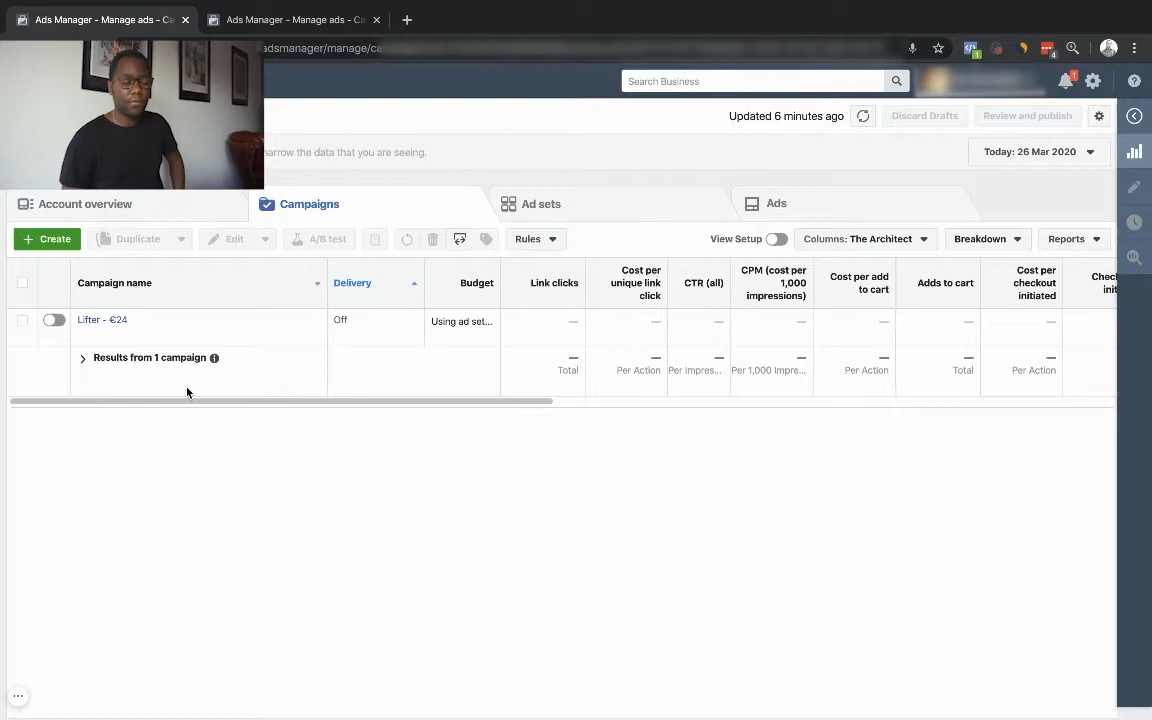 Ads Manager - Manage ads - Ca
Ads Manager - Manage ads - Ca
adsmanager/manage/ca
4
1
Search Business
1
Updated 6 minutes ago
Discard Drafts
Review and publish
narrow the data that you are seeing.
Today: 26 Mar 2020
Account overview
Campaigns
Ad sets
Ads
+ Create
Duplicate
Edit
A/B test
Rules
View Setup
Columns: The Architect
Breakdown
Reports
Campaign name
Delivery
Budget
Link clicks
Cost per
unique link
click
CTR (all)
CPM (cost per
1,000
impressions)
Cost per add
to cart
Adds to cart
Cost per
checkout
initiated
Chec
init
Lifter - €24
Off
Using ad set...
—
—
—
—
—
—
—
Results from 1 campaign
—
Total
—
Per Action
—
Per Impres...
—
Per 1,000 Impre...
—
Per Action
—
Total
—
Per Action